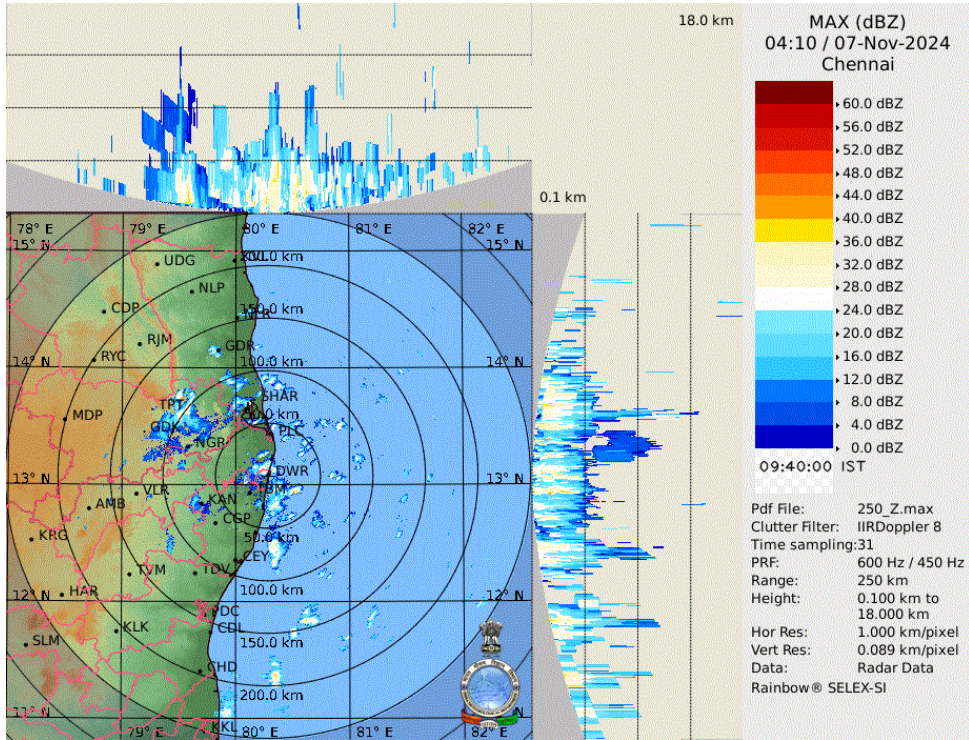 18.0 km
0.1 km
MAX (dBZ)
04:10 / 07-Nov-2024
Chennai
60.0 dBZ
56.0 dBZ
52.0 dBZ
48.0 dBZ
44.0 dBZ
40.0 dBZ
36.0 dBZ
32.0 dBZ
28.0 dBZ
24.0 dBZ
20.0 dBZ
16.0 dBZ
12.0 dBZ
8.0 dBZ
4.0 dBZ
0.0 dBZ
09:40:00 IST
Pdf File: 250_Z.max
Clutter Filter: IIRDoppler 8
Time sampling:31
PRF: 600 Hz / 450 Hz
Range: 250 km
Height: 0.100 km to
18.000 km
Hor Res: 1.000 km/pixel
Vert Res: 0.089 km/pixel
Data: Radar Data
Rainbow® SELEX-SI
78° E 79° E 80° E 81° E 82° E
15° N 15° N
UDG
200.0 km
NLP
CDP
150.0 km
RJM
GDR
RYC
14° N 14° N
100.0 km
SHAR
TPT
50.0 km
MDP
GDK
PLC
NGR
13° N 13° N
DWR
VLR
KAN
AMB
CGP
KRG
50.0 km
CEY
TVM
TDV
HAR
100.0 km
12° N 12° N
PDC
KLK
CDL
SLM
150.0 km
CHD
200.0 km
11° N 11° N
KKL
79° E 80° E 81° E 82° E